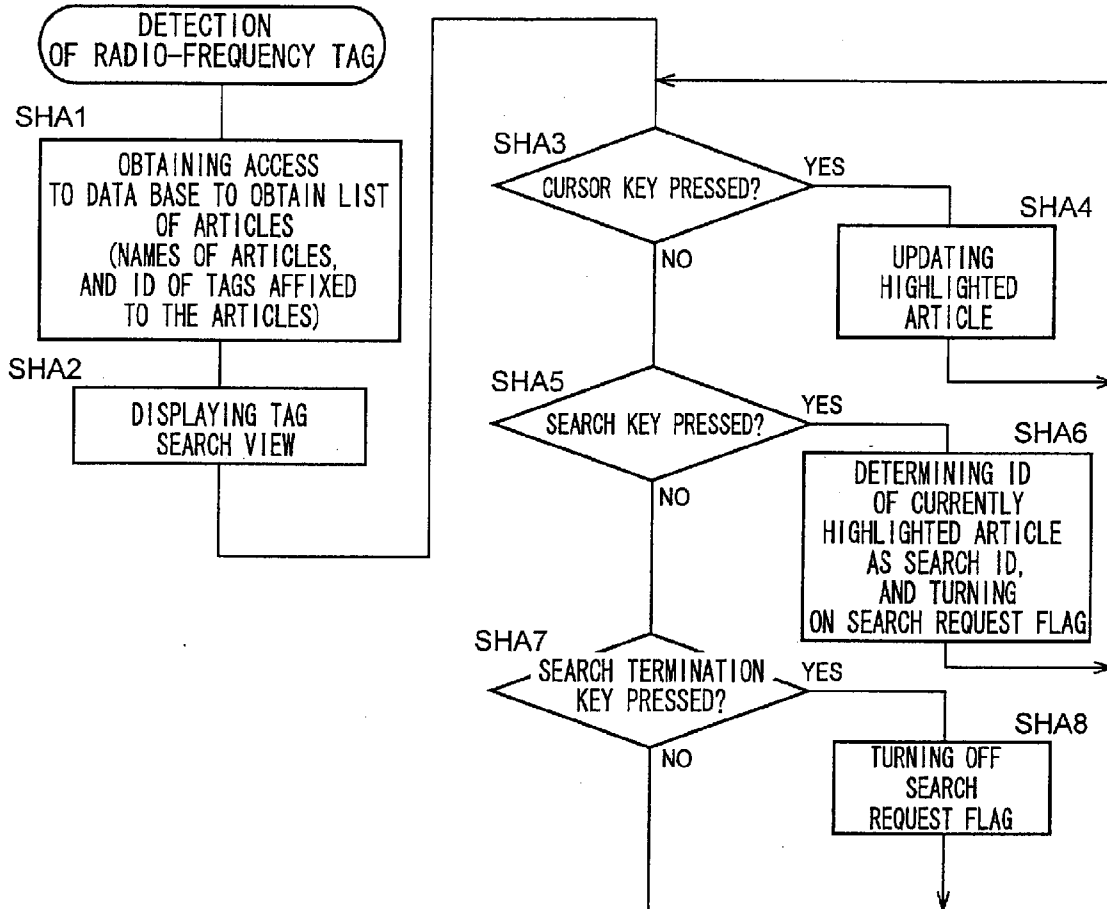 DETECTION
OF RADIO-FREQUENCY TAG
SHA1
OBTAINING ACCESS
TO DATA BASE TO OBTAIN LIST
OF ARTICLES
(NAMES OF ARTICLES,
AND ID OF TAGS AFFIXED
TO THE ARTICLES)
SHA2
DISPLAYING TAG
SEARCH VIEW
SHA3
CURSOR KEY PRESSED?
YES
NO
SHA4
UPDATING
HIGHLIGHTED
ARTICLE
SHA5
SEARCH KEY PRESSED?
YES
NO
SHA6
DETERMINING ID
OF CURRENTLY
HIGHLIGHTED ARTICLE
AS SEARCH ID,
AND TURNING
ON SEARCH REQUEST FLAG
SHA7
SEARCH TERMINATION
KEY PRESSED?
YES
NO
SHA8
TURNING OFF
SEARCH
REQUEST FLAG